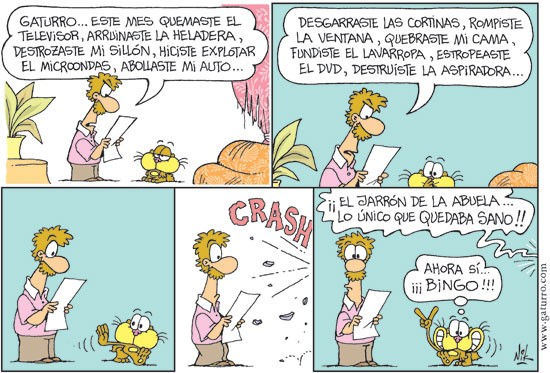 GATURRO... ESTE MES QUEMASTE EL
TELEVISOR, ARRUINASTE LA HELADERA,
DESTROZASTE MI SILLÓN, HICISTE EXPLOTAR
EL MICROONDAS, ABOLLASTE MI AUTO...
DESGARRASTE LAS CORTINAS, ROMPISTE
LA VENTANA, QUEBRASTE MI CAMA,
FUNDISTE EL LAVARROPA, ESTROPEASTE
EL DVD, DESTRUÍSTE LA ASPIRADORA...
CRASH
¡¡EL JARRÓN DE LA ABUELA...
LO ÚNICO QUE QUEDABA SANO!!
AHORA SÍ...
¡¡¡BINGO!!!
NIK
www.gaturro.com